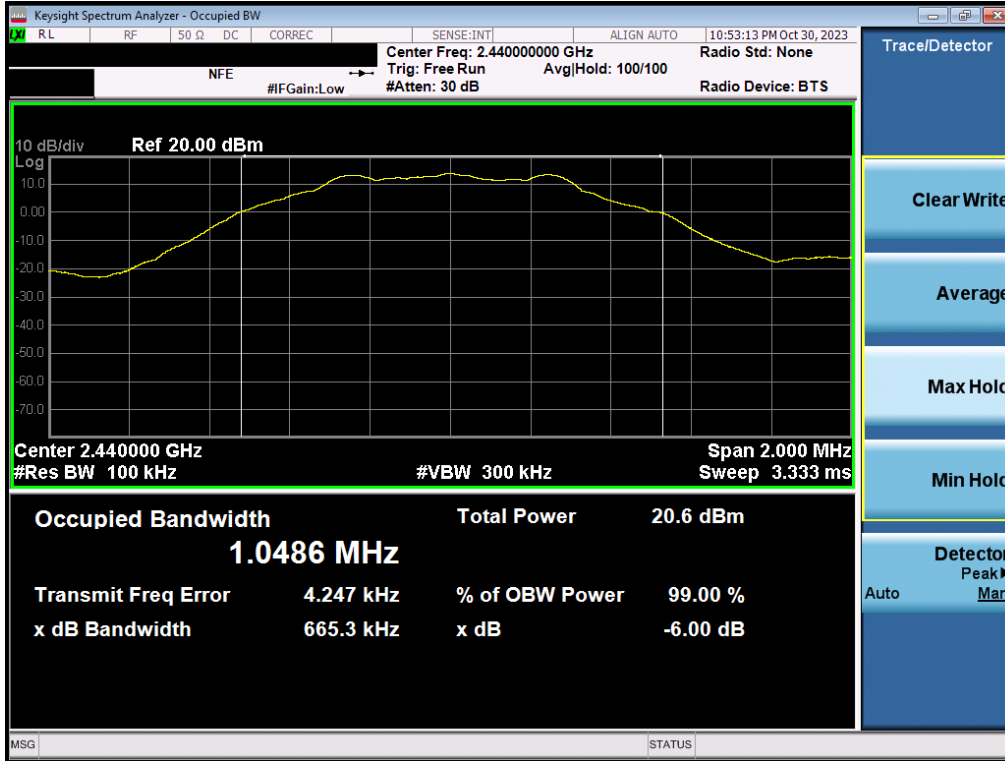 Keysight Spectrum Analyzer - Occupied BW
LXI RL RF 50 Ω DC CORREC SENSE:INT ALIGN AUTO 10:53:13 PM Oct 30, 2023
Center Freq: 2.440000000 GHz Radio Std: None
NFE Trig: Free Run Avg|Hold: 100/100
#IFGain:Low #Atten: 30 dB Radio Device: BTS
Trace/Detector
10 dB/div Ref 20.00 dBm
Log
10.0
0.00
-10.0
-20.0
-30.0
-40.0
-50.0
-60.0
-70.0
Center 2.440000 GHz Span 2.000 MHz
#Res BW 100 kHz #VBW 300 kHz Sweep 3.333 ms
Occupied Bandwidth Total Power 20.6 dBm
1.0486 MHz
Transmit Freq Error 4.247 kHz % of OBW Power 99.00 %
x dB Bandwidth 665.3 kHz x dB -6.00 dB
Clear Write
Average
Max Hold
Min Hold
Detector
Peak
Auto Man
MSG STATUS